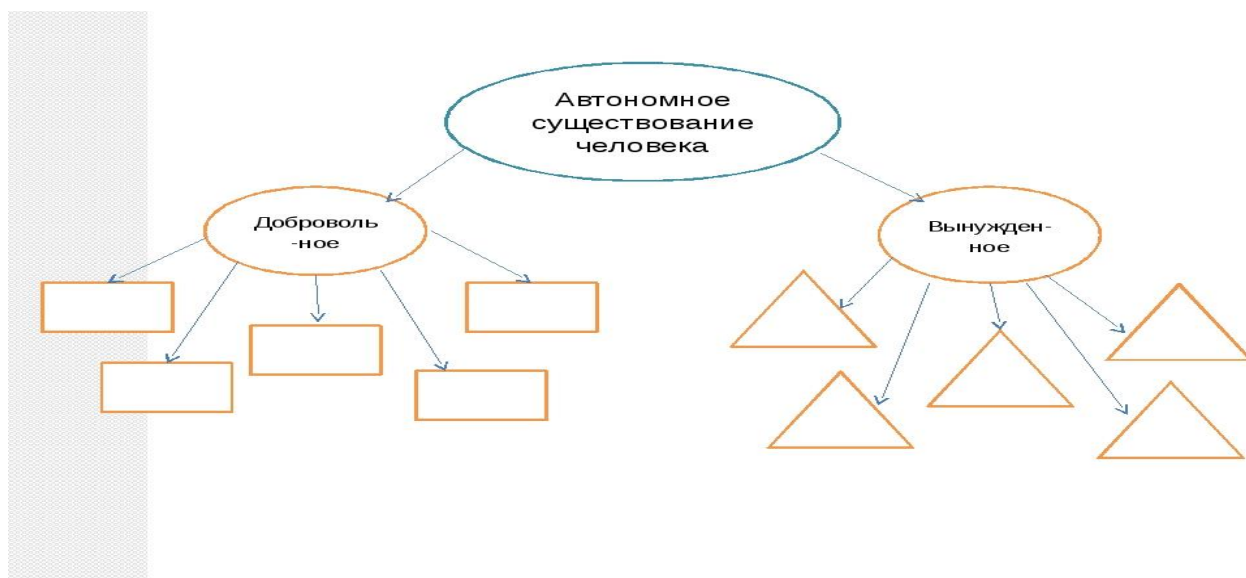 Автономное
существование
человека
Доброволь
-ное
Вынужден-
ное